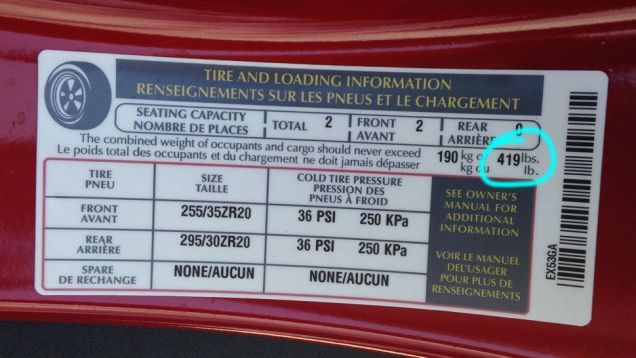 TIRE AND LOADING INFORMATION
RENSEIGNEMENTS SUR LES PNEUS ET LE CHARGEMENT
SEATING CAPACITY
NOMBRE DE PLACES
TOTAL 2
FRONT
AVANT
2
REAR
ARRIÈRE
0
The combined weight of occupants and cargo should never exceed
Le poids total des occupants et du chargement ne doit jamais dépasser
190 kg or
kg ou
419 lbs.
lb.
TIRE
PNEU
SIZE
TAILLE
COLD TIRE PRESSURE
PRESSION DES
PNEUS À FROID
SEE OWNER'S
MANUAL FOR
ADDITIONAL
INFORMATION
VOIR LE MANUEL
DEL'USAGER
POUR PLUS DE
RENSEIGNEMENTS
FRONT
AVANT
255/35ZR20
36 PSI 250 KPa
REAR
ARRIÈRE
295/30ZR20
36 PSI 250 KPa
SPARE
DE RECHANGE
NONE/AUCUN
NONE/AUCUN
EX53GA